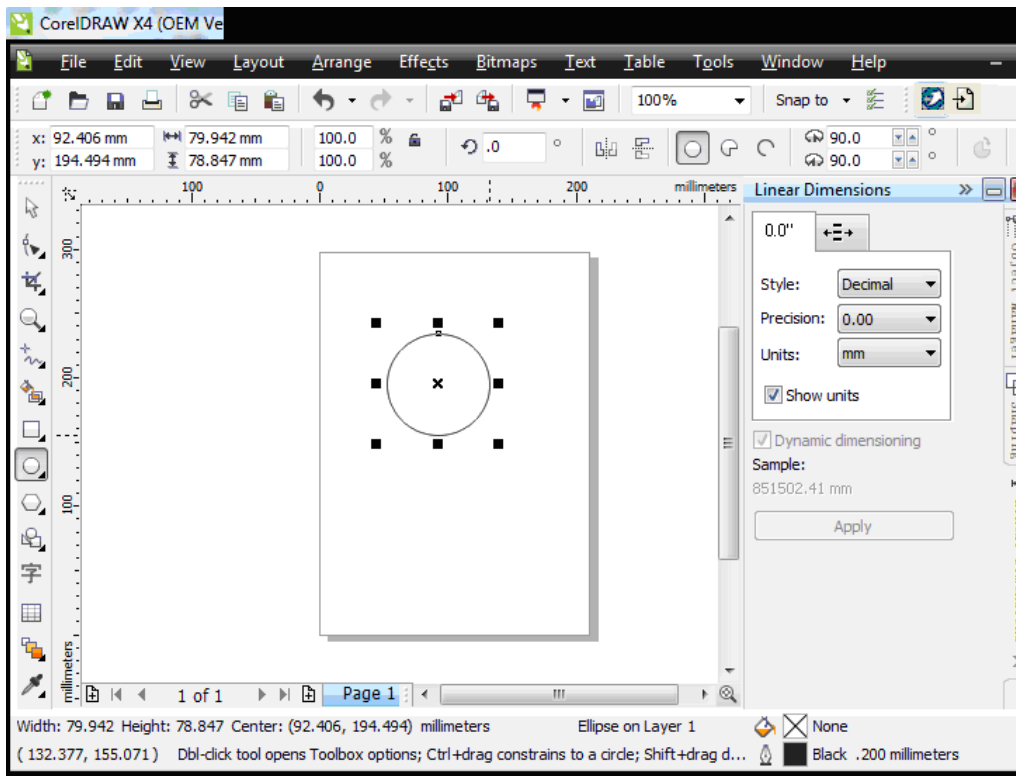 CorelDRAW X4 (OEM Ve
File Edit View Layout Arrange Effects Bitmaps Text Table Tools Window Help
100% Snap to
x: 92.406 mm 79.942 mm 100.0 % .0 ° 90.0 °
y: 194.494 mm 78.847 mm 100.0 % 90.0 °
100 0 100 200 millimeters
300
200
100
millimeters
字
Linear Dimensions
0.0"
Style: Decimal
Precision: 0.00
Units: mm
Show units
Dynamic dimensioning
Sample:
851502.41 mm
Apply
1 of 1 Page 1
Width: 79.942 Height: 78.847 Center: (92.406, 194.494) millimeters Ellipse on Layer 1 None
( 132.377, 155.071 ) Dbl-click tool opens Toolbox options; Ctrl+drag constrains to a circle; Shift+drag d... Black .200 millimeters